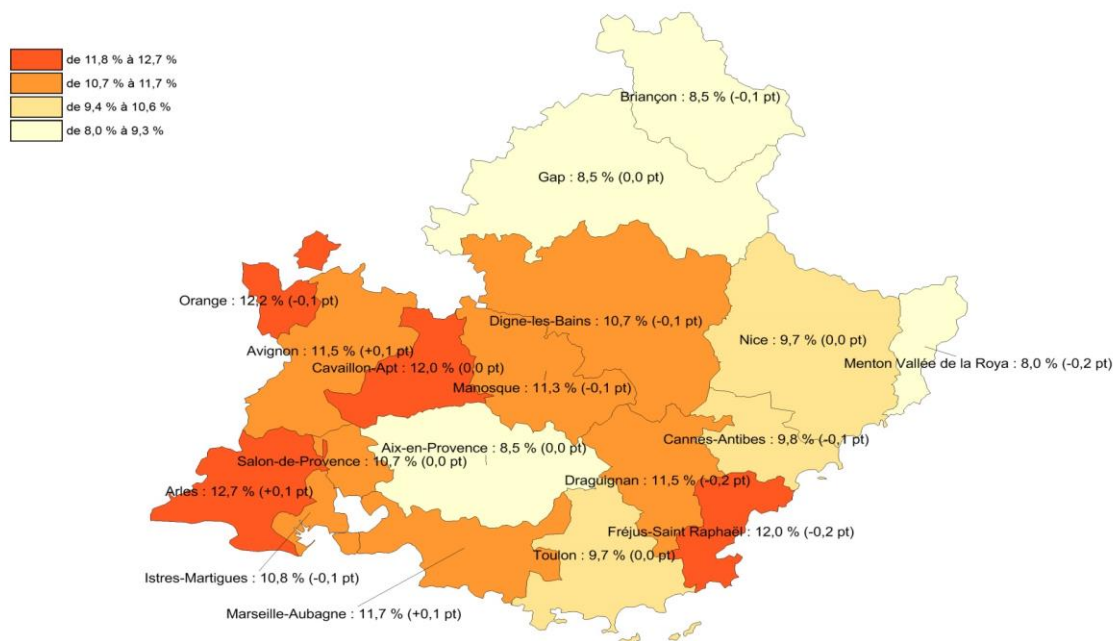 de 11,8 % à 12,7 %
de 10,7 % à 11,7 %
de 9,4 % à 10,6 %
de 8,0 % à 9,3 %
Briançon : 8,5 % (-0,1 pt)
Gap : 8,5 % (0,0 pt)
Orange : 12,2 % (-0,1 pt)
Digne-les-Bains : 10,7 % (-0,1 pt)
Nice : 9,7 % (0,0 pt)
Avignon : 11,5 % (+0,1 pt)
Menton Vallée de la Roya : 8,0 % (-0,2 pt)
Cavaillon-Apt : 12,0 % (0,0 pt)
Manosque : 11,3 % (-0,1 pt)
Cannes-Antibes : 9,8 % (-0,1 pt)
Aix-en-Provence : 8,5 % (0,0 pt)
Salon-de-Provence : 10,7 % (0,0 pt)
Draguignan : 11,5 % (-0,2 pt)
Arles : 12,7 % (+0,1 pt)
Fréjus-Saint Raphaël : 12,0 % (-0,2 pt)
Toulon : 9,7 % (0,0 pt)
Istres-Martigues : 10,8 % (-0,1 pt)
Marseille-Aubagne : 11,7 % (+0,1 pt)